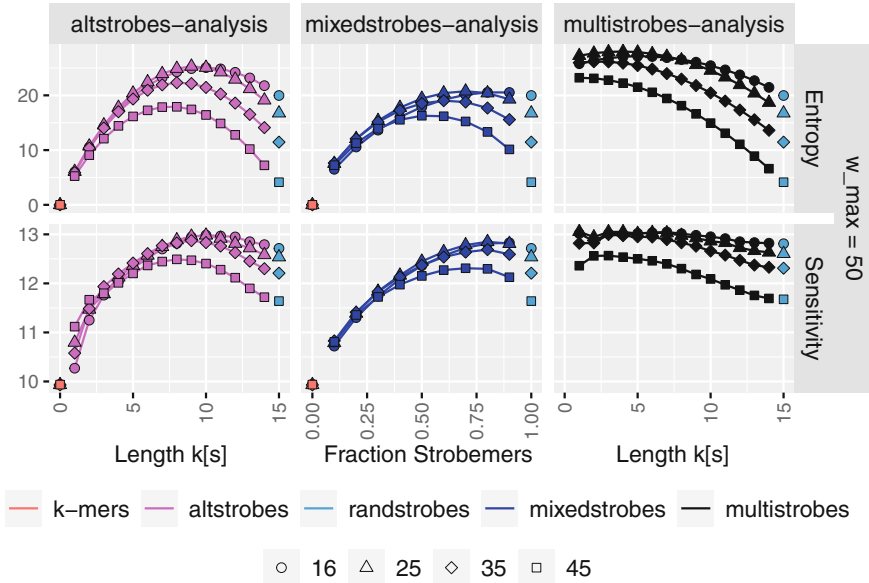 altstrobes−analysis
mixedstrobes−analysis
multistrobes−analysis
20
10
0
Entropy
13
12
11
10
Sensitivity
w_max = 50
0 5 10 15
0.00 0.25 0.50 0.75 1.00
0 5 10 15
Length k[s]
Fraction Strobemers
Length k[s]
k−mers altstrobes randstrobes mixedstrobes multistrobes
16 25 35 45